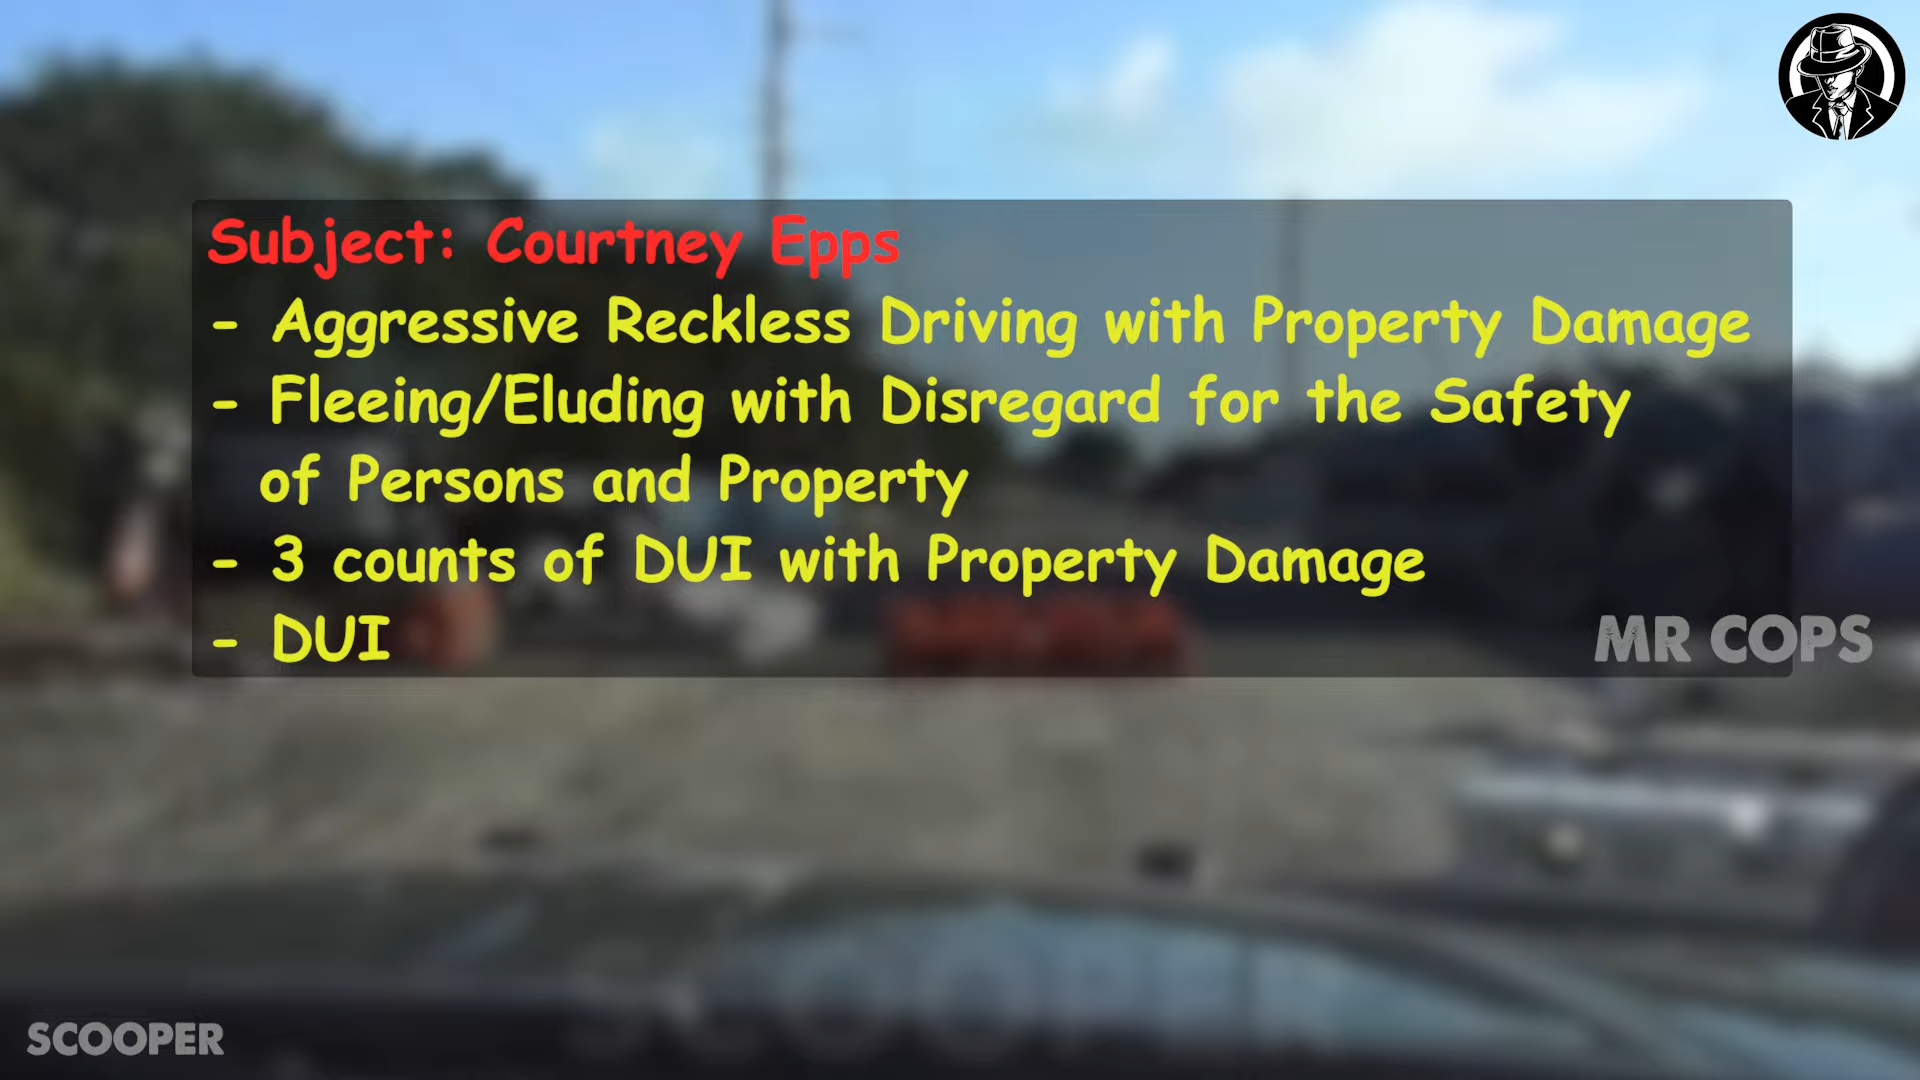 Subject: Courtney Epps
- Aggressive Reckless Driving with Property Damage
- Fleeing/Eluding with Disregard for the Safety
of Persons and Property
- 3 counts of DUI with Property Damage
- DUI
MR COPS
SCOOPER